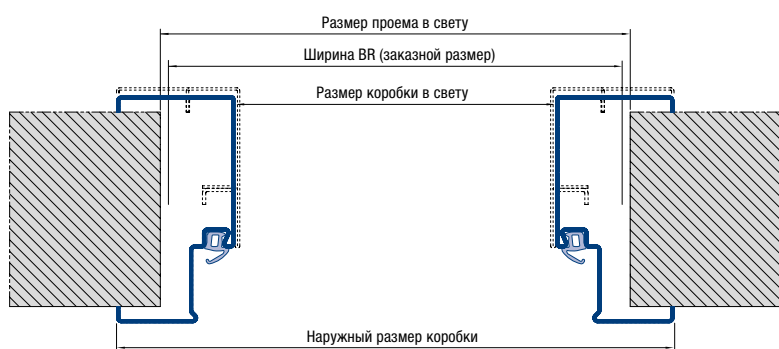 Размер проема в свету
Ширина BR (заказной размер)
Размер коробки в свету
Наружный размер коробки